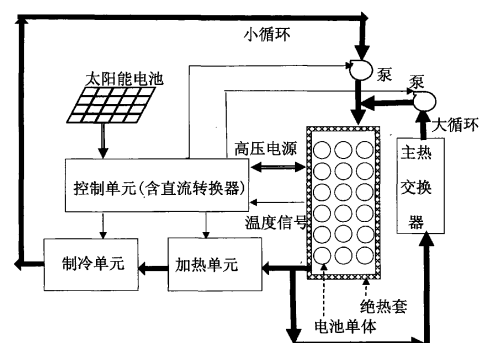 小循环
泵
泵
太阳能电池
大循环
高压电源
主热
交换
器
控制单元(含直流转换器)
温度信号
制冷单元
加热单元
绝热套
电池单体